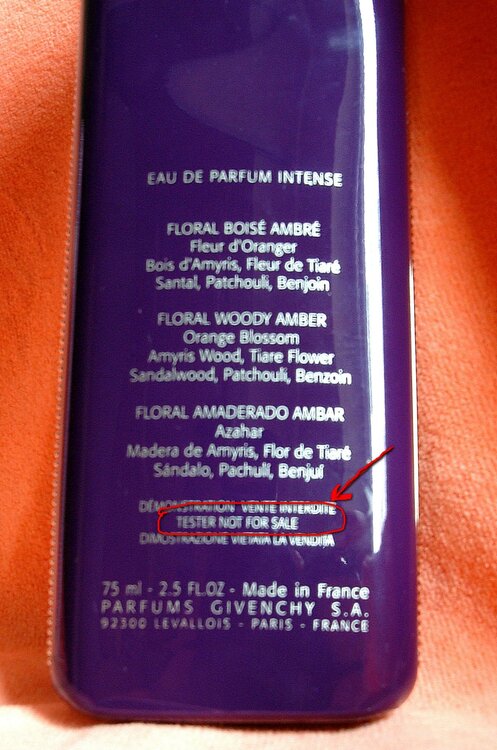 EAU DE PARFUM INTENSE
FLORAL BOISÉ AMBRÉ
Fleur d'Oranger
Bois d'Amyris, Fleur de Tiaré
Santal, Patchouli, Benjoin
FLORAL WOODY AMBER
Orange Blossom
Amyris Wood, Tiare Flower
Sandalwood, Patchouli, Benzoin
FLORAL AMADERADO AMBAR
Azahar
Madera de Amyris, Flor de Tiaré
Sándalo, Pachulí, Benjuí
DÉMONSTRATION VENTE INTERDITE
TESTER NOT FOR SALE
DIMOSTRAZIONE VIETATA LA VENDITA
75 ml - 2.5 FL.OZ - Made in France
PARFUMS GIVENCHY S.A.
92300 LEVALLOIS - PARIS - FRANCE